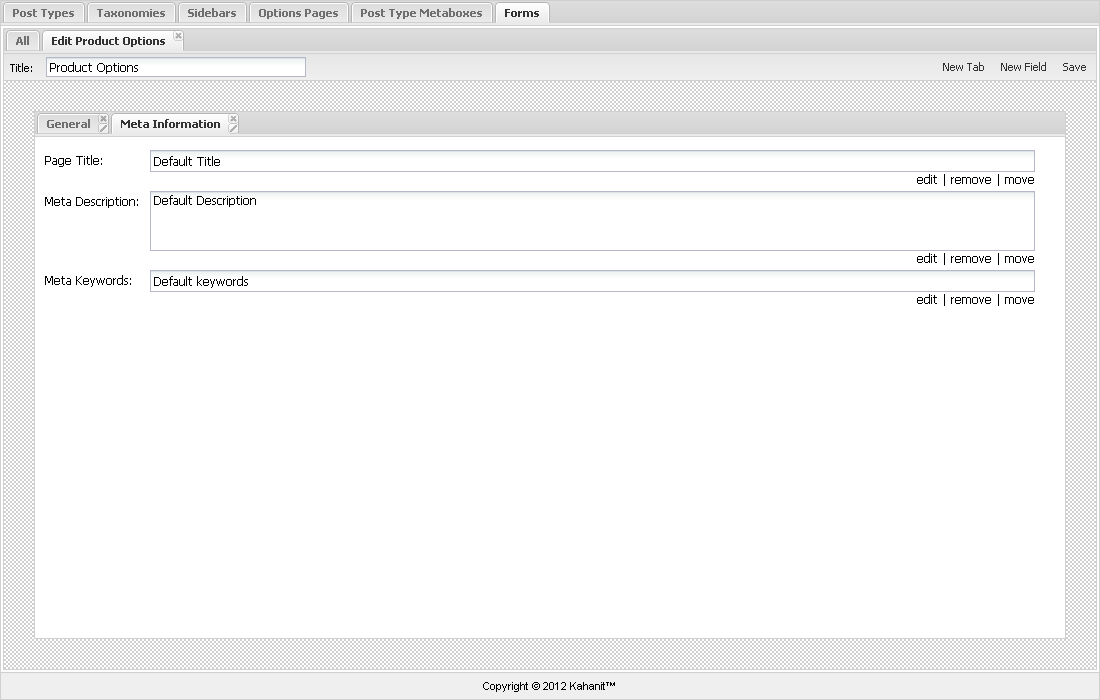 Post Types Taxonomies Sidebars Options Pages Post Type Metaboxes Forms
All Edit Product Options
Title: Product Options New Tab New Field Save
General Meta Information
Page Title: Default Title
edit | remove | move
Meta Description: Default Description
edit | remove | move
Meta Keywords: Default keywords
edit | remove | move
Copyright © 2012 Kahanit™